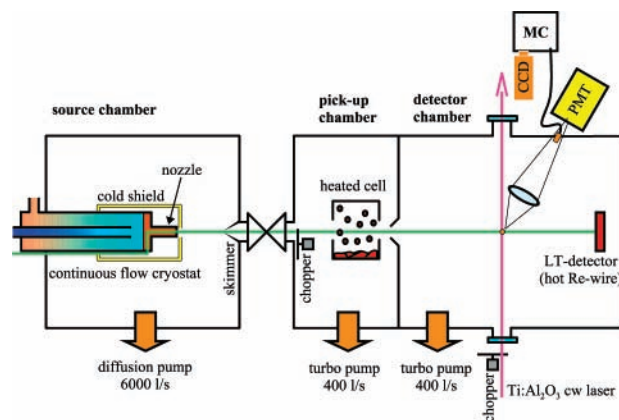 MC
CCD
PMT
source chamber
pick-up
chamber
detector
chamber
nozzle
cold shield
heated cell
continuous flow cryostat
skimmer
chopper
LT-detector
(hot Re-wire)
diffusion pump
6000 l/s
turbo pump
400 l/s
turbo pump
400 l/s
chopper
Ti:Al₂O₃ cw laser